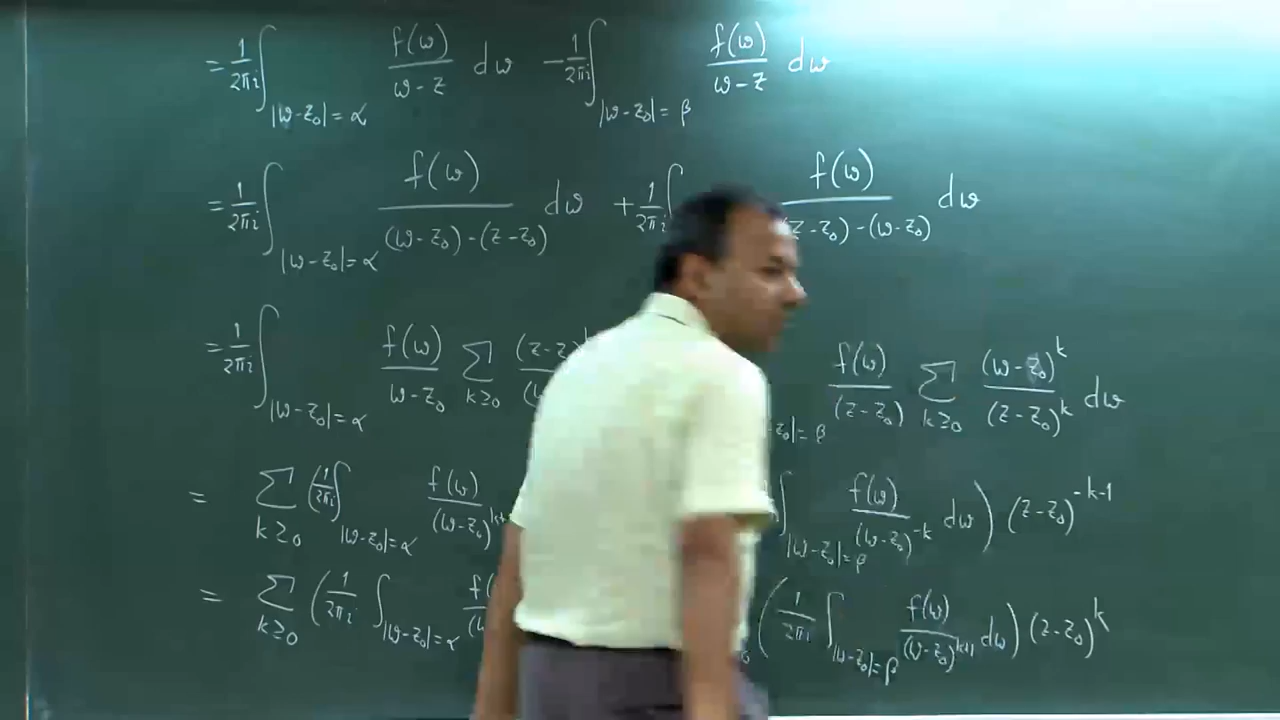 = 1/2πi ∫_{|w-z₀|=α} f(w)/(w-z) dw - 1/2πi ∫_{|w-z₀|=β} f(w)/(w-z) dw
= 1/2πi ∫_{|w-z₀|=α} f(w)/((w-z₀)-(z-z₀)) dw + 1/2πi ∫ f(w)/((z-z₀)-(w-z₀)) dw
= 1/2πi ∫_{|w-z₀|=α} f(w)/(w-z₀) Σ_{k≥0} (z-z z₀|=β f(w)/(z-z₀) Σ_{k≥0} (w-z₀)^k/(z-z₀)^k dw
= Σ_{k≥0} (1/2πi ∫_{|w-z₀|=α} f(w)/(w-z₀)^{k+ ∫_{|w-z₀|=β} f(w)/(w-z₀)^{-k} dw) (z-z₀)^{-k-1}
= Σ_{k≥0} (1/2πi ∫_{|w-z₀|=α} f( (1/2πi ∫_{|w-z₀|=β} f(w)/(w-z₀)^{k+1} dw) (z-z₀)^k